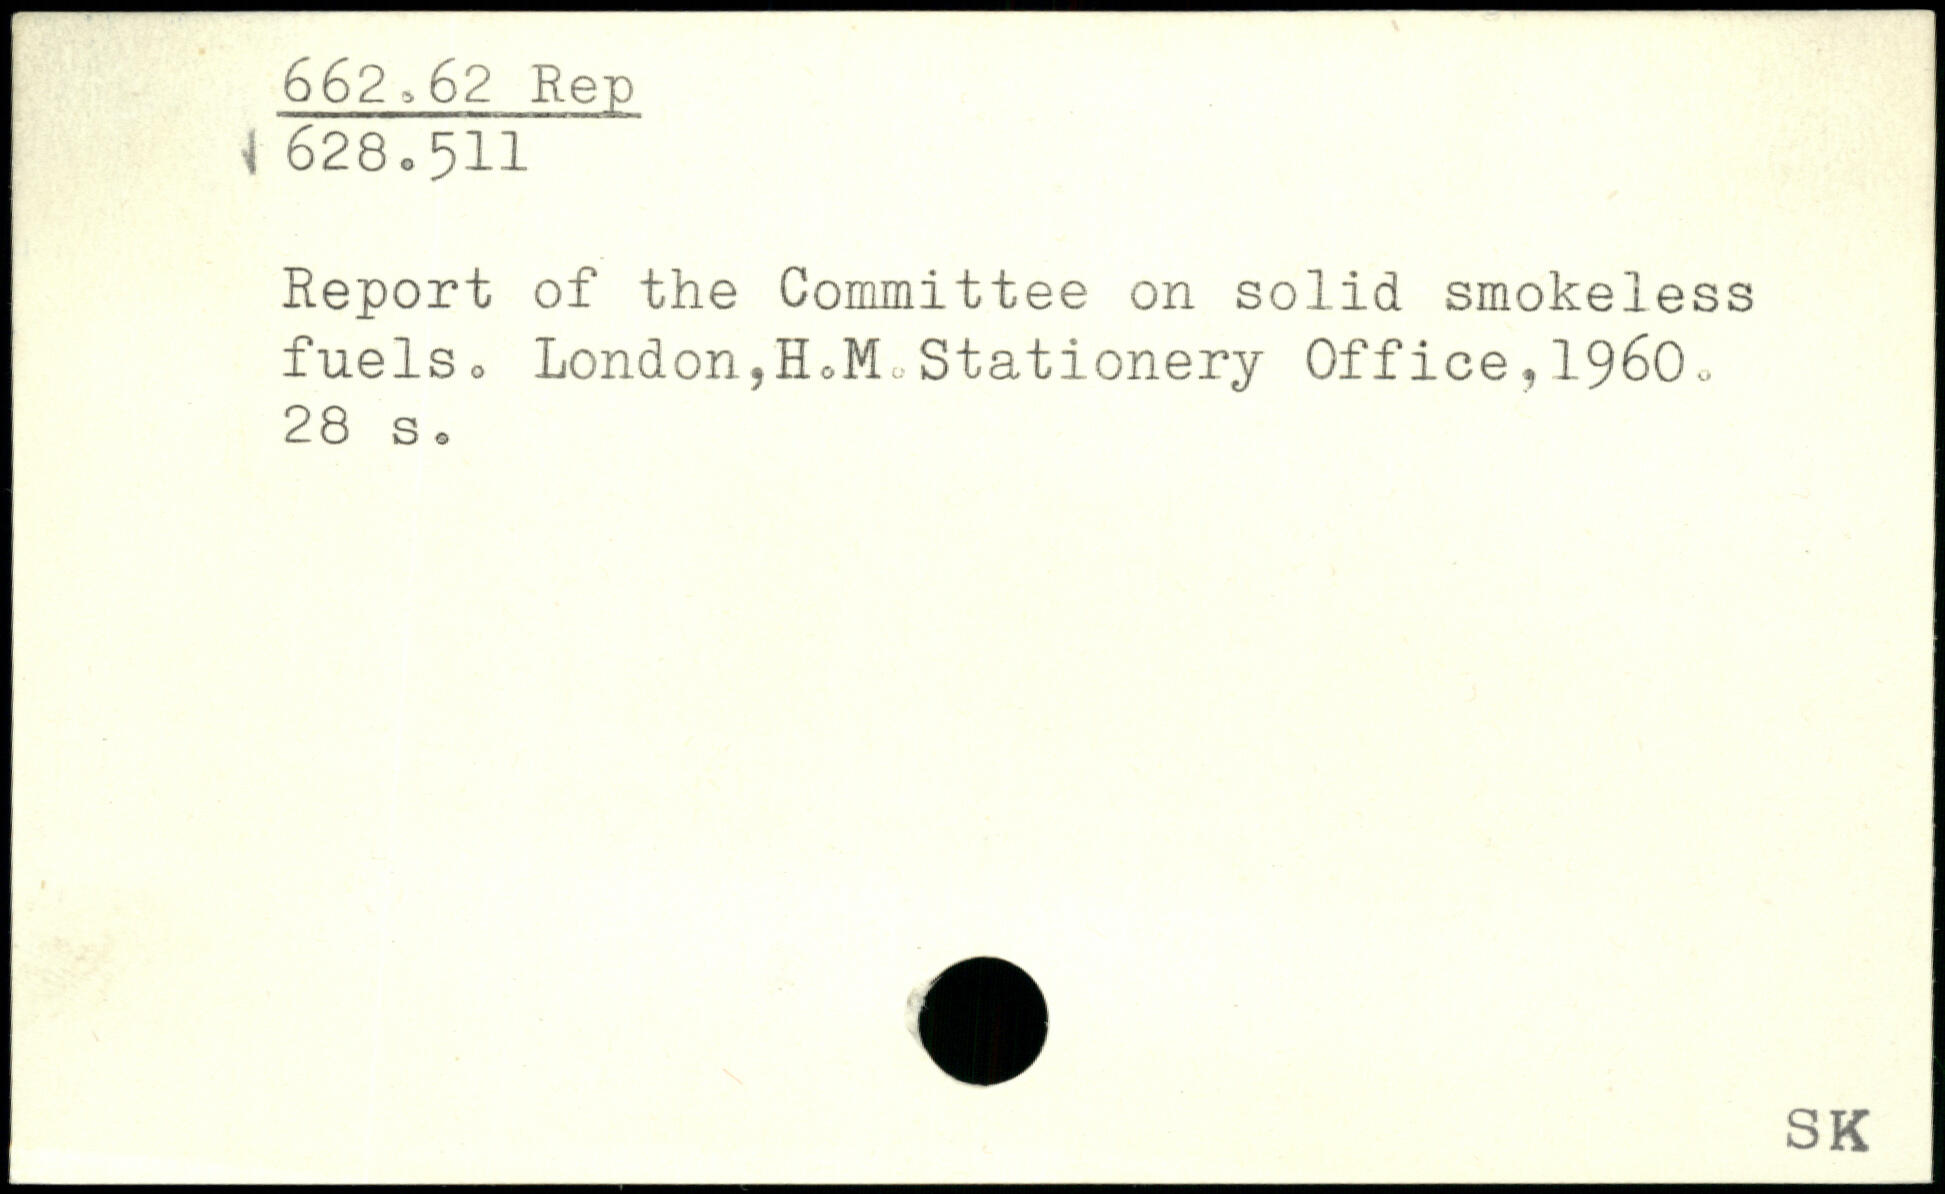 662.62 Rep
628.511
Report of the Committee on solid smokeless
fuels. London,H.M.Stationery Office,1960.
28 s.
SK